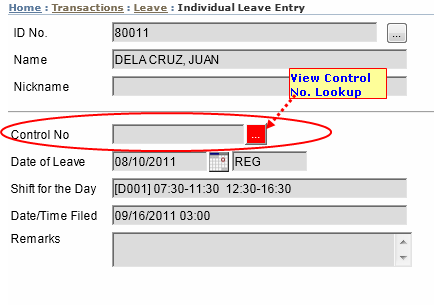 Home : Transactions : Leave : Individual Leave Entry
ID No. 80011 ...
Name DELA CRUZ, JUAN
Nickname
View Control
No. Lookup
Control No ...
Date of Leave 08/10/2011 REG
Shift for the Day [D001] 07:30-11:30 12:30-16:30
Date/Time Filed 09/16/2011 03:00
Remarks